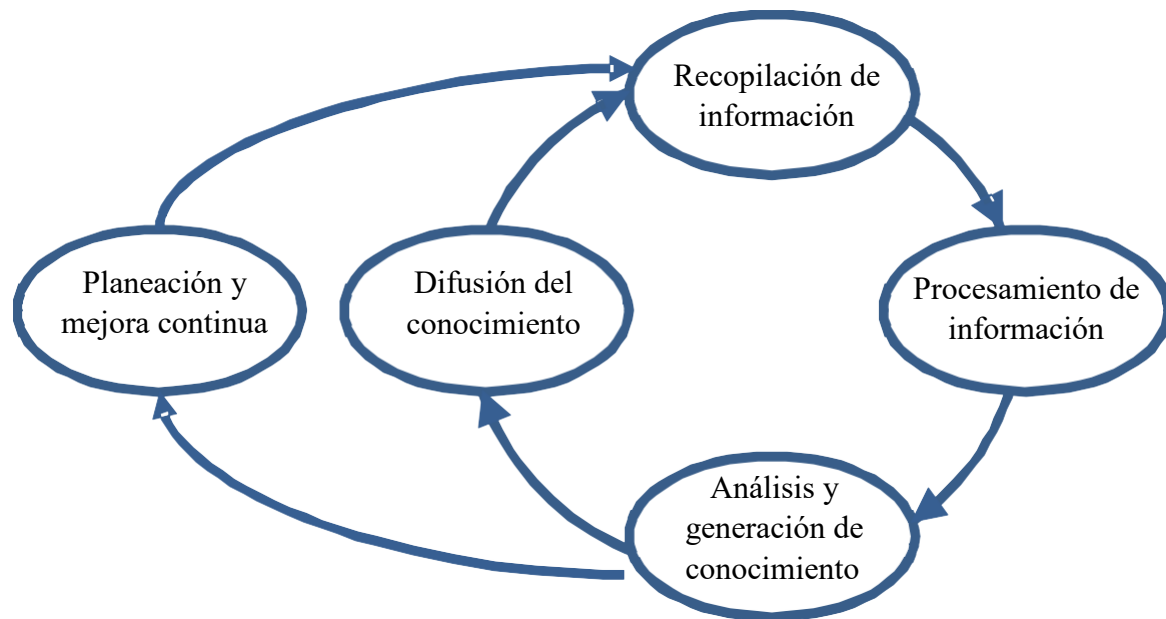 Recopilación de
información
Planeación y
mejora continua
Difusión del
conocimiento
Procesamiento de
información
Análisis y
generación de
conocimiento